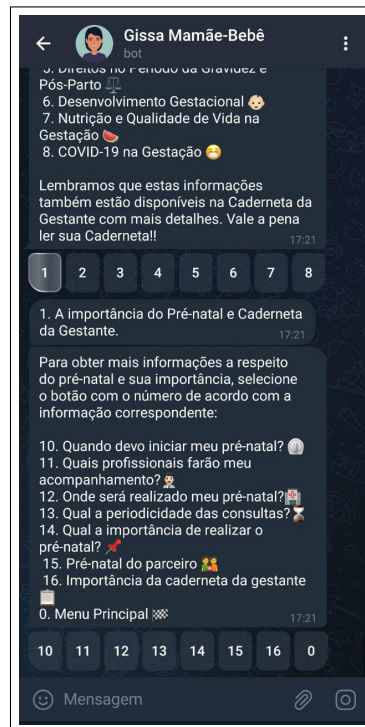 Gissa Mamãe-Bebê
bot
5. Direitos no Período da Gravidez e
Pós-Parto
6. Desenvolvimento Gestacional
7. Nutrição e Qualidade de Vida na
Gestação
8. COVID-19 na Gestação
Lembramos que estas informações
também estão disponíveis na Caderneta da
Gestante com mais detalhes. Vale a pena
ler sua Caderneta!!
17:21
1 2 3 4 5 6 7 8
1. A importância do Pré-natal e Caderneta
da Gestante.
17:21
Para obter mais informações a respeito
do pré-natal e sua importância, selecione
o botão com o número de acordo com a
informação correspondente:
10. Quando devo iniciar meu pré-natal?
11. Quais profissionais farão meu
acompanhamento?
12. Onde será realizado meu pré-natal?
13. Qual a periodicidade das consultas?
14. Qual a importância de realizar o
pré-natal?
15. Pré-natal do parceiro
16. Importância da caderneta da gestante
0. Menu Principal
17:21
10 11 12 13 14 15 16 0
Mensagem